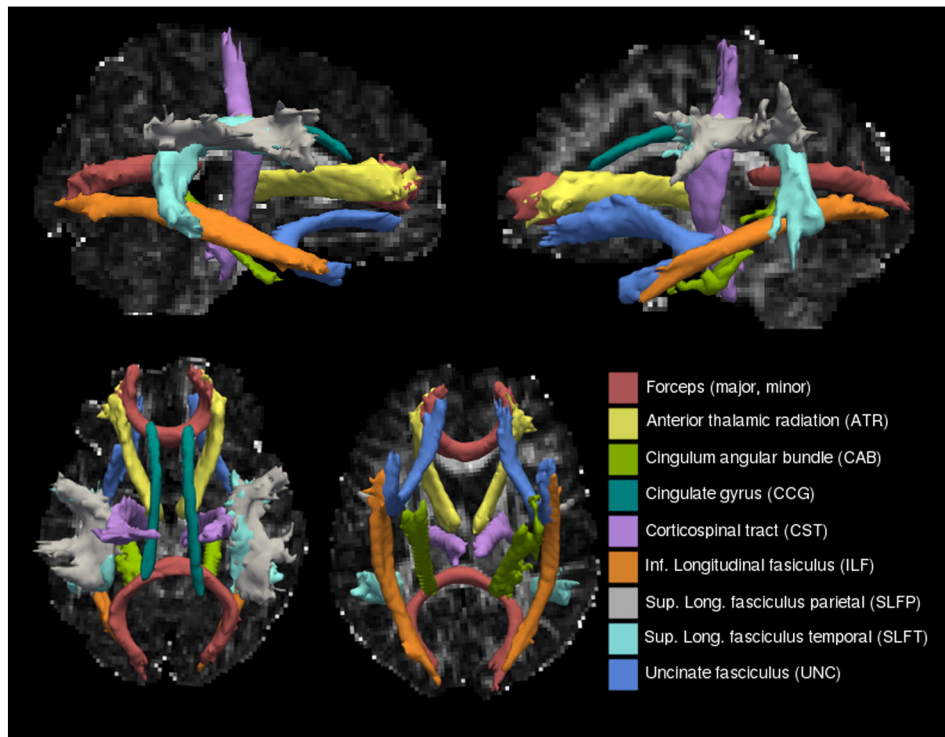 Forceps (major, minor)
Anterior thalamic radiation (ATR)
Cingulum angular bundle (CAB)
Cingulate gyrus (CCG)
Corticospinal tract (CST)
Inf. Longitudinal fasiculus (ILF)
Sup. Long. fasciculus parietal (SLFP)
Sup. Long. fasciculus temporal (SLFT)
Uncinate fasciculus (UNC)